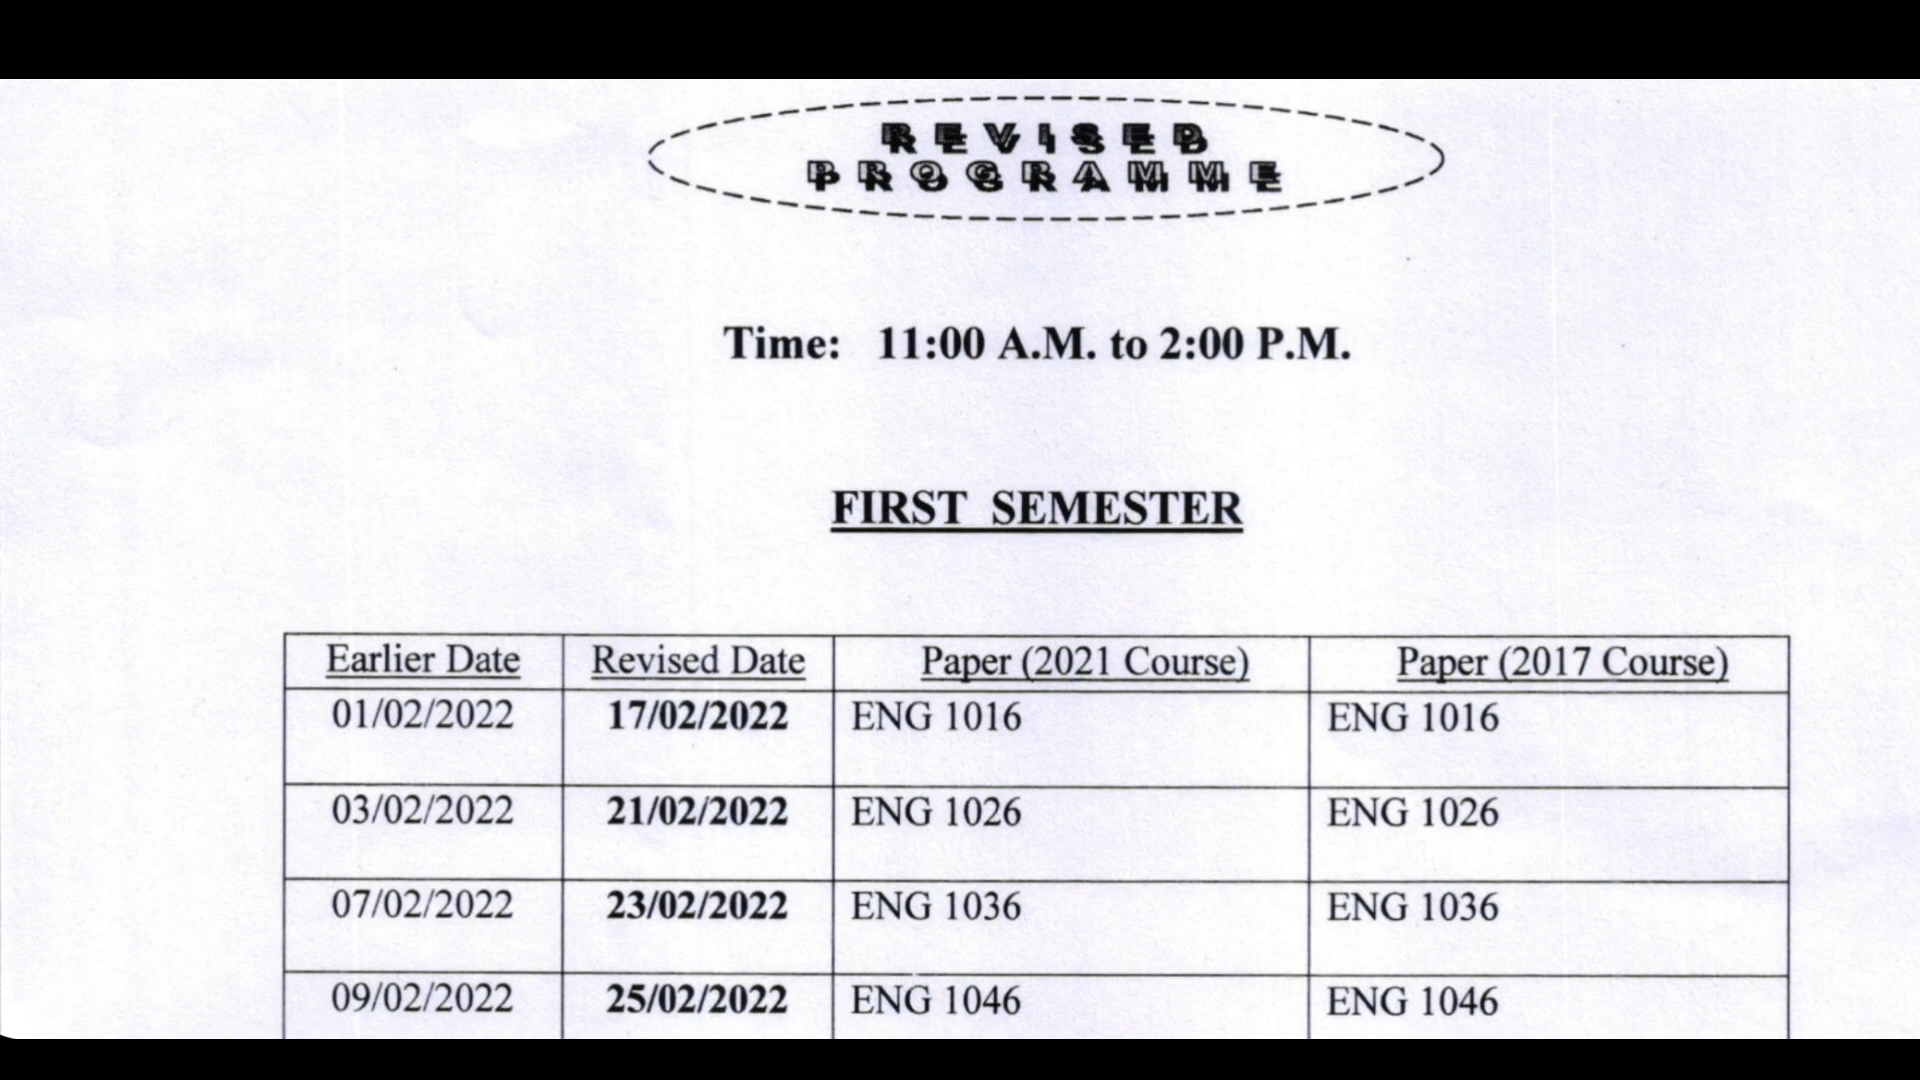 REVISED
PROGRAMME
Time: 11:00 A.M. to 2:00 P.M.
FIRST SEMESTER
Earlier Date Revised Date Paper (2021 Course) Paper (2017 Course)
01/02/2022 17/02/2022 ENG 1016 ENG 1016
03/02/2022 21/02/2022 ENG 1026 ENG 1026
07/02/2022 23/02/2022 ENG 1036 ENG 1036
09/02/2022 25/02/2022 ENG 1046 ENG 1046